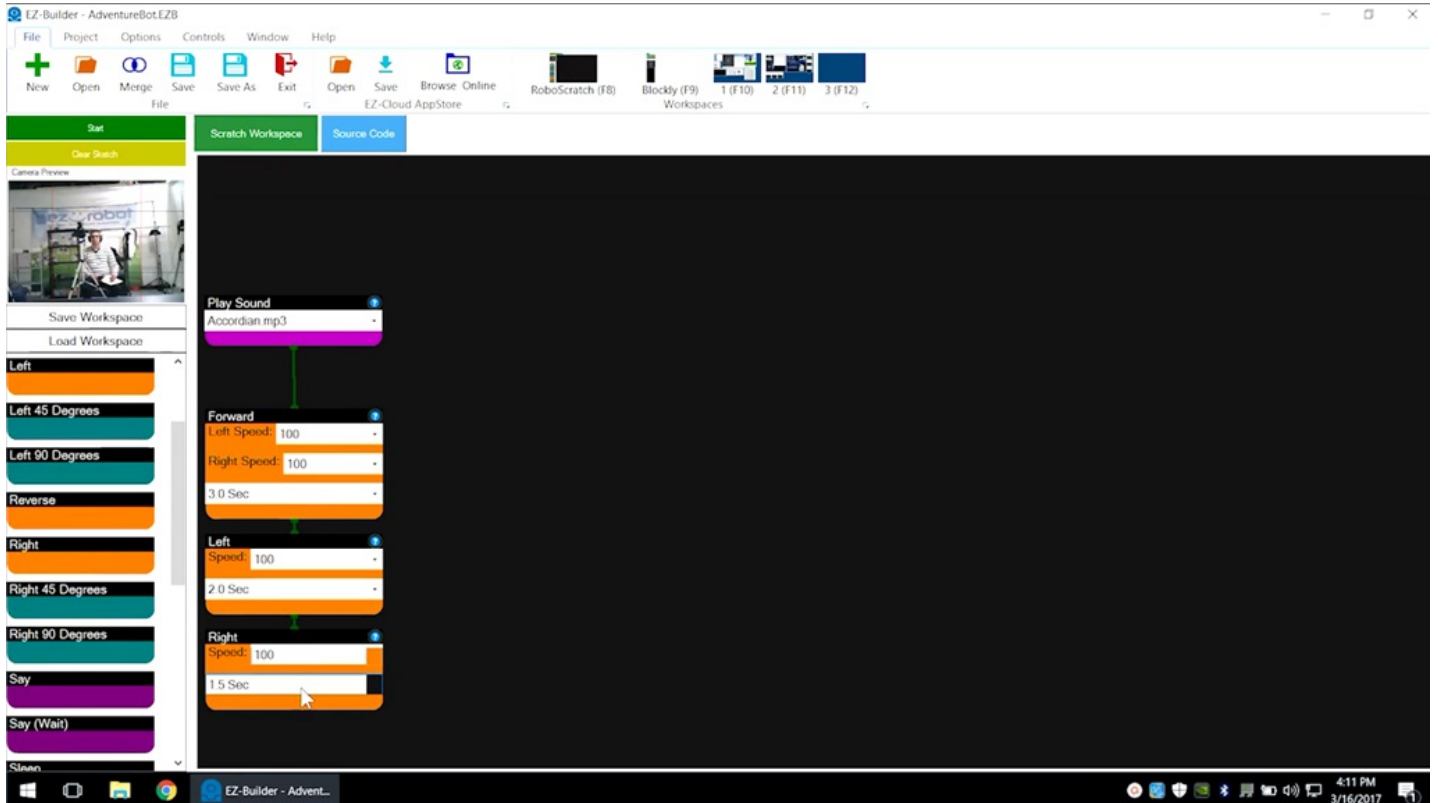 EZ-Builder - AdventureBot.EZB
File Project Options Controls Window Help
New Open Merge Save Save As Exit Open Save Browse Online RoboScratch (F8) Blockly (F9) 1 (F10) 2 (F11) 3 (F12)
File EZ-Cloud AppStore Workspaces
Start
Clear Sketch
Scratch Workspace Source Code
Camera Preview
ez robot
Save Workspace
Load Workspace
Left
Left 45 Degrees
Left 90 Degrees
Reverse
Right
Right 45 Degrees
Right 90 Degrees
Say
Say (Wait)
Sleep
Play Sound
Accordian.mp3
Forward
Left Speed: 100
Right Speed: 100
3.0 Sec
Left
Speed: 100
2.0 Sec
Right
Speed: 100
1.5 Sec
EZ-Builder - Advent...
4:11 PM
3/16/2017